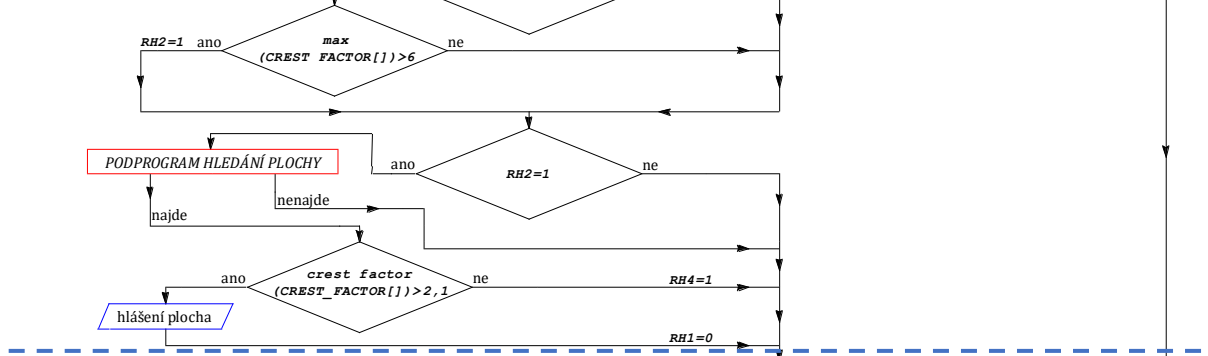 RH2=1 ano
max
(CREST FACTOR[])>6
ne
PODPROGRAM HLEDÁNÍ PLOCHY
ano
RH2=1
ne
nenajde
najde
ano
crest factor
(CREST_FACTOR[])>2,1
ne
RH4=1
hlášení plocha
RH1=0